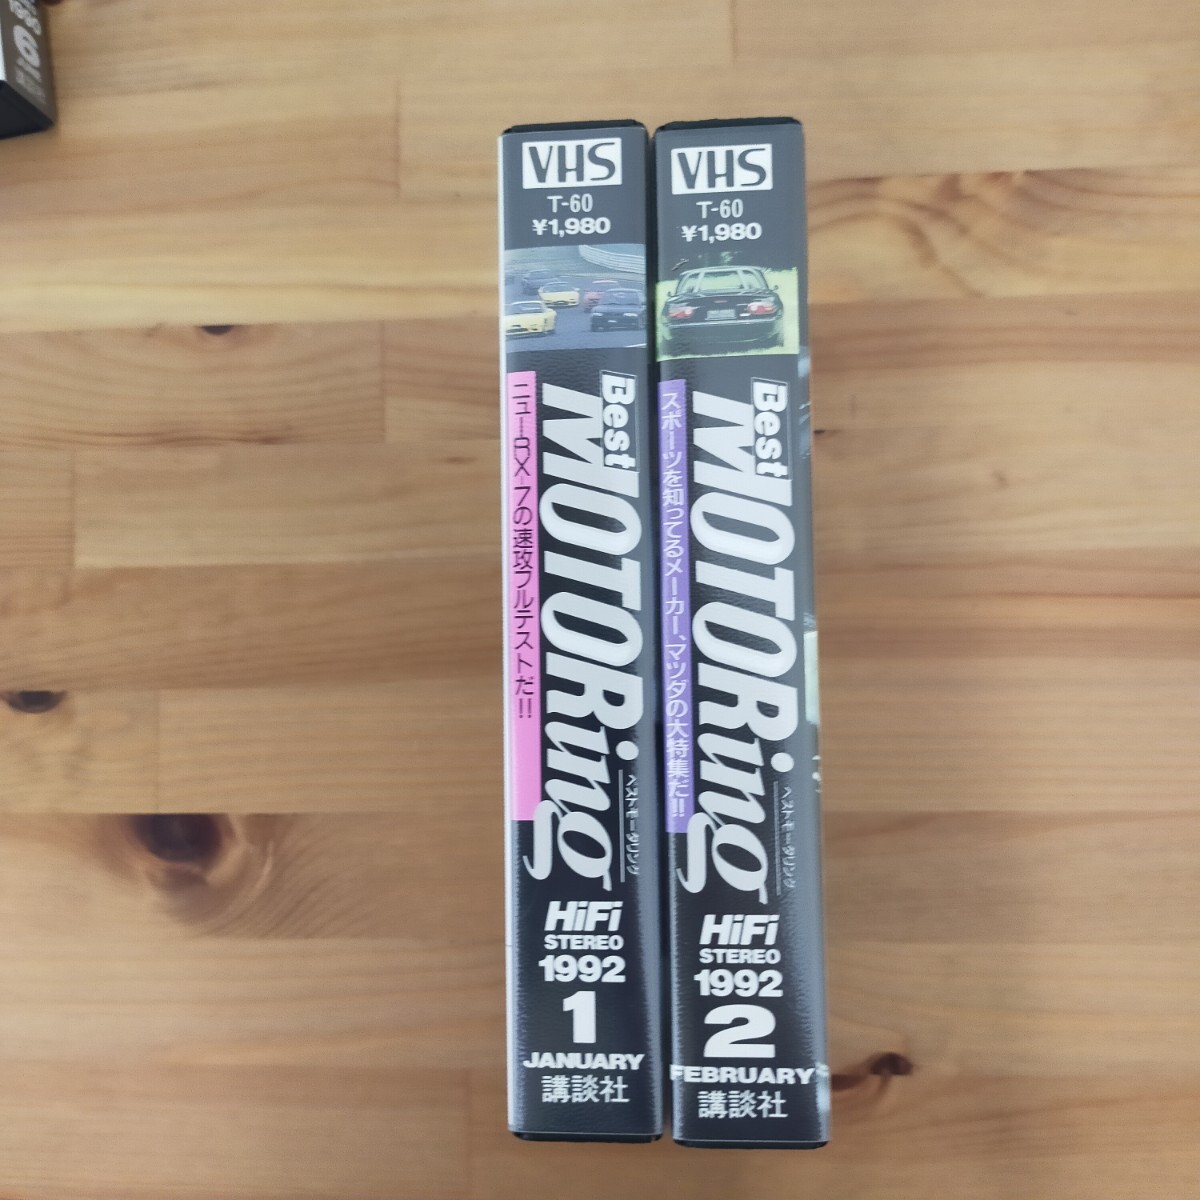 VHS
T-60
¥1,980
Best
MOTORing
ベストモータリング
ニューRX-7の速攻フルテストだ!!
HiFi
STEREO
1992
1
JANUARY
講談社
VHS
T-60
¥1,980
Best
MOTORing
ベストモータリング
スポーツを知ってるメーカー、マツダの大特集だ!!
HiFi
STEREO
1992
2
FEBRUARY
講談社